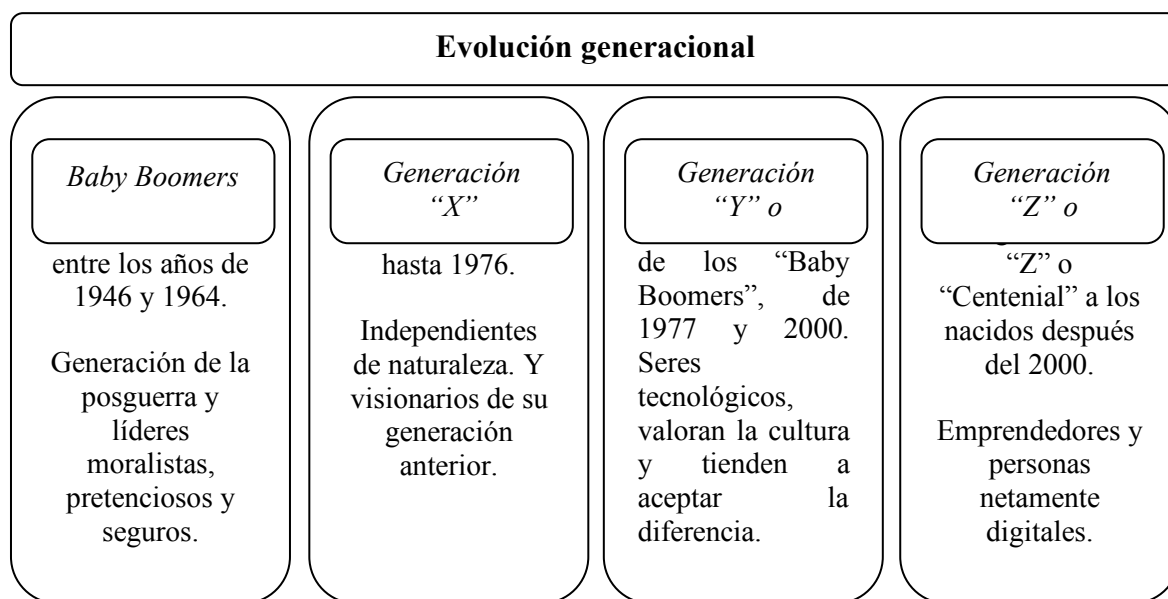 Evolución generacional
Baby Boomers
entre los años de
1946 y 1964.
Generación de la
posguerra y
líderes
moralistas,
pretenciosos y
seguros.
Generación
“X”
hasta 1976.
Independientes
de naturaleza. Y
visionarios de su
generación
anterior.
Generación
“Y” o
de los “Baby
Boomers”, de
1977 y 2000.
Seres
tecnológicos,
valoran la cultura
y tienden a
aceptar la
diferencia.
Generación
“Z” o
“Z” o
“Centenial” a los
nacidos después
del 2000.
Emprendedores y
personas
netamente
digitales.